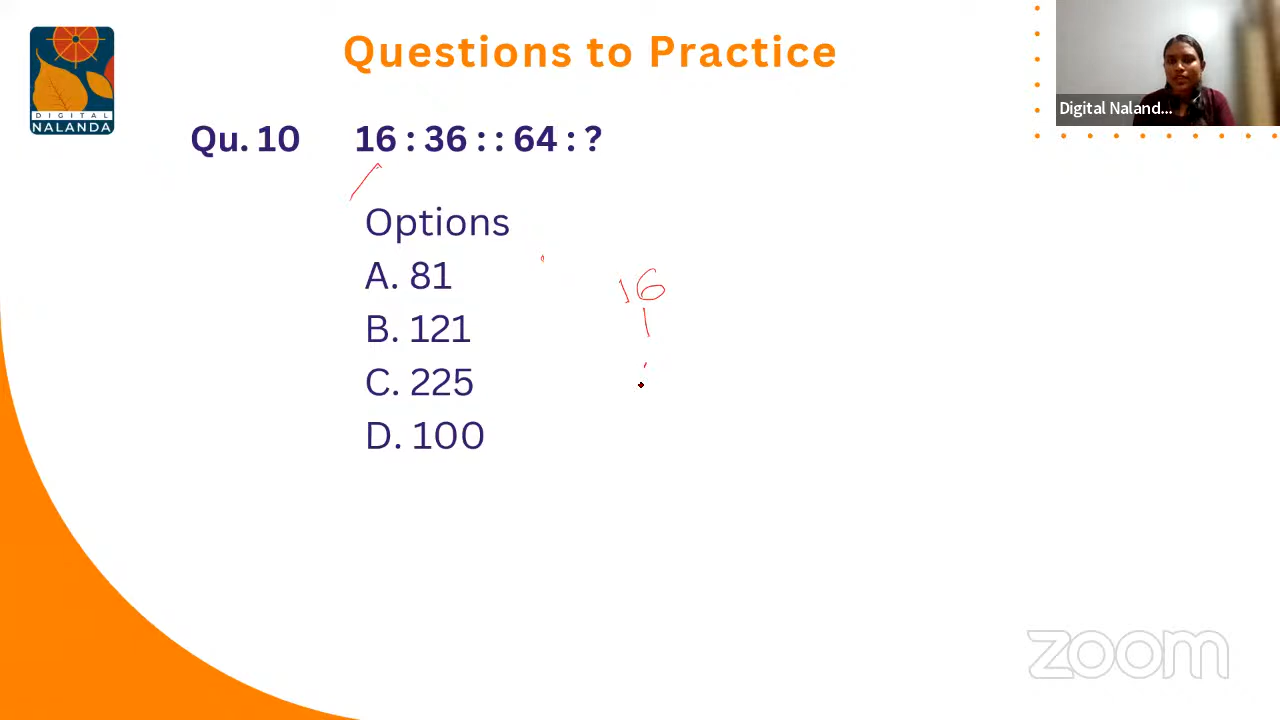 Questions to Practice
DIGITAL
NALANDA
Digital Naland...
Qu. 10 16 : 36 : : 64 : ?
Options
A. 81
16
B. 121
C. 225
D. 100
zoom